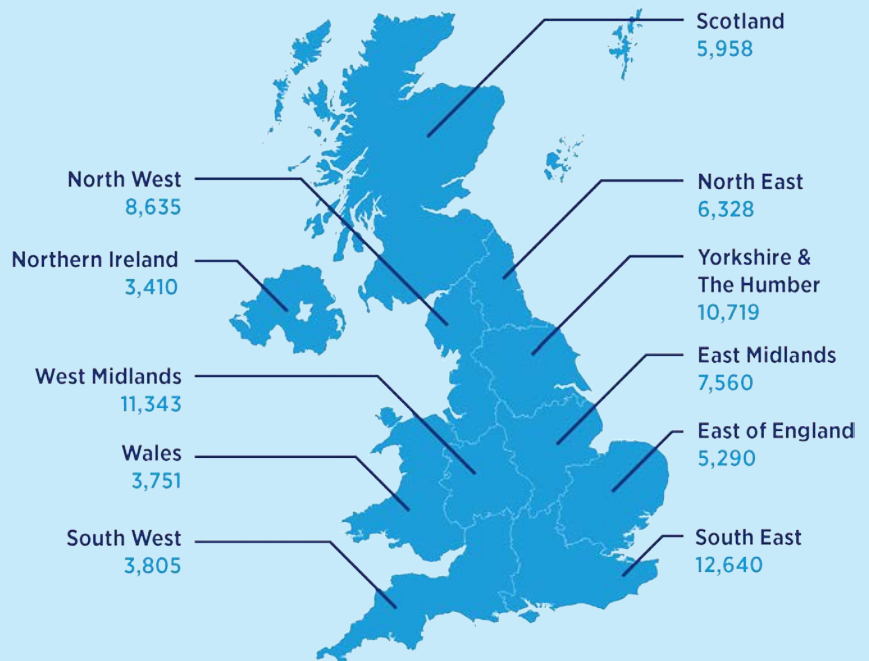 Scotland
5,958
North West
8,635
North East
6,328
Northern Ireland
3,410
Yorkshire &
The Humber
10,719
West Midlands
11,343
East Midlands
7,560
Wales
3,751
East of England
5,290
South West
3,805
South East
12,640